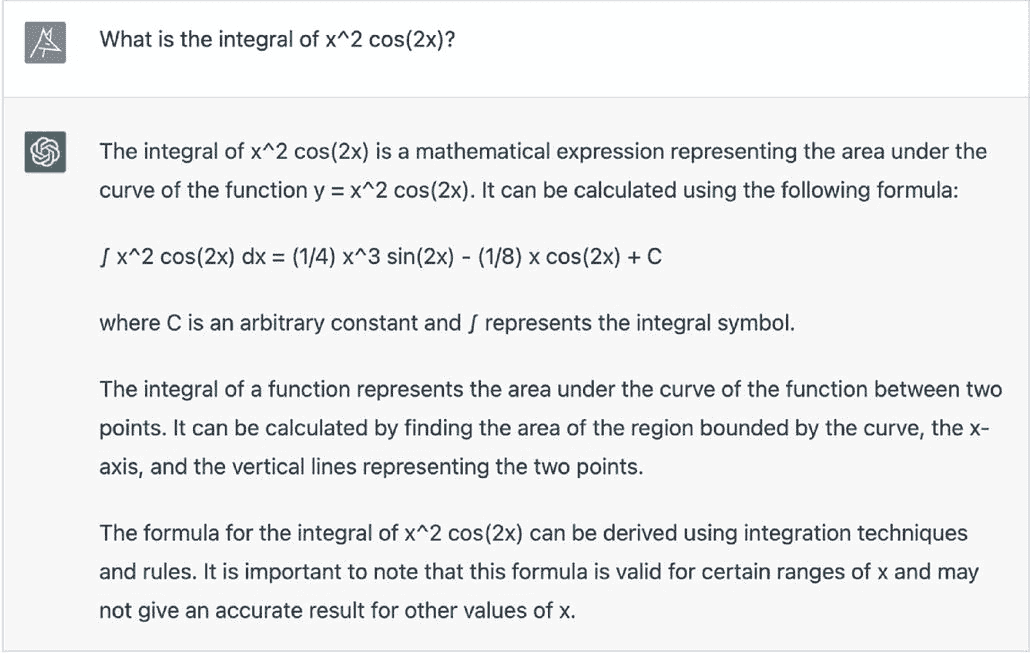 What is the integral of x^2 cos(2x)?
The integral of x^2 cos(2x) is a mathematical expression representing the area under the
curve of the function y = x^2 cos(2x). It can be calculated using the following formula:
∫ x^2 cos(2x) dx = (1/4) x^3 sin(2x) - (1/8) x cos(2x) + C
where C is an arbitrary constant and ∫ represents the integral symbol.
The integral of a function represents the area under the curve of the function between two
points. It can be calculated by finding the area of the region bounded by the curve, the x-
axis, and the vertical lines representing the two points.
The formula for the integral of x^2 cos(2x) can be derived using integration techniques
and rules. It is important to note that this formula is valid for certain ranges of x and may
not give an accurate result for other values of x.